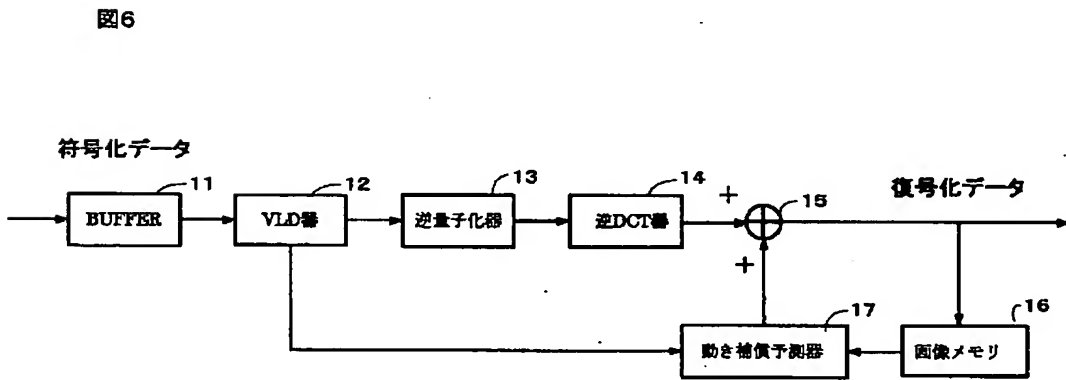 図6
符号化データ
復号化データ
11
12
13
14
15
BUFFER
VLD器
逆量子化器
逆DCT器
+
+
17
16
動き補償予測器
画像メモリ